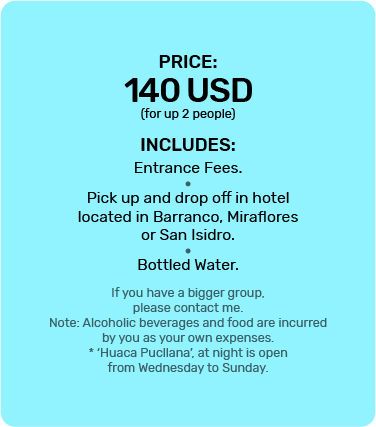 PRICE:
140 USD
(for up 2 people)
INCLUDES:
Entrance Fees.
•
Pick up and drop off in hotel
located in Barranco, Miraflores
or San Isidro.
•
Bottled Water.
If you have a bigger group,
please contact me.
Note: Alcoholic beverages and food are incurred
by you as your own expenses.
* ‘Huaca Pucllana’, at night is open
from Wednesday to Sunday.